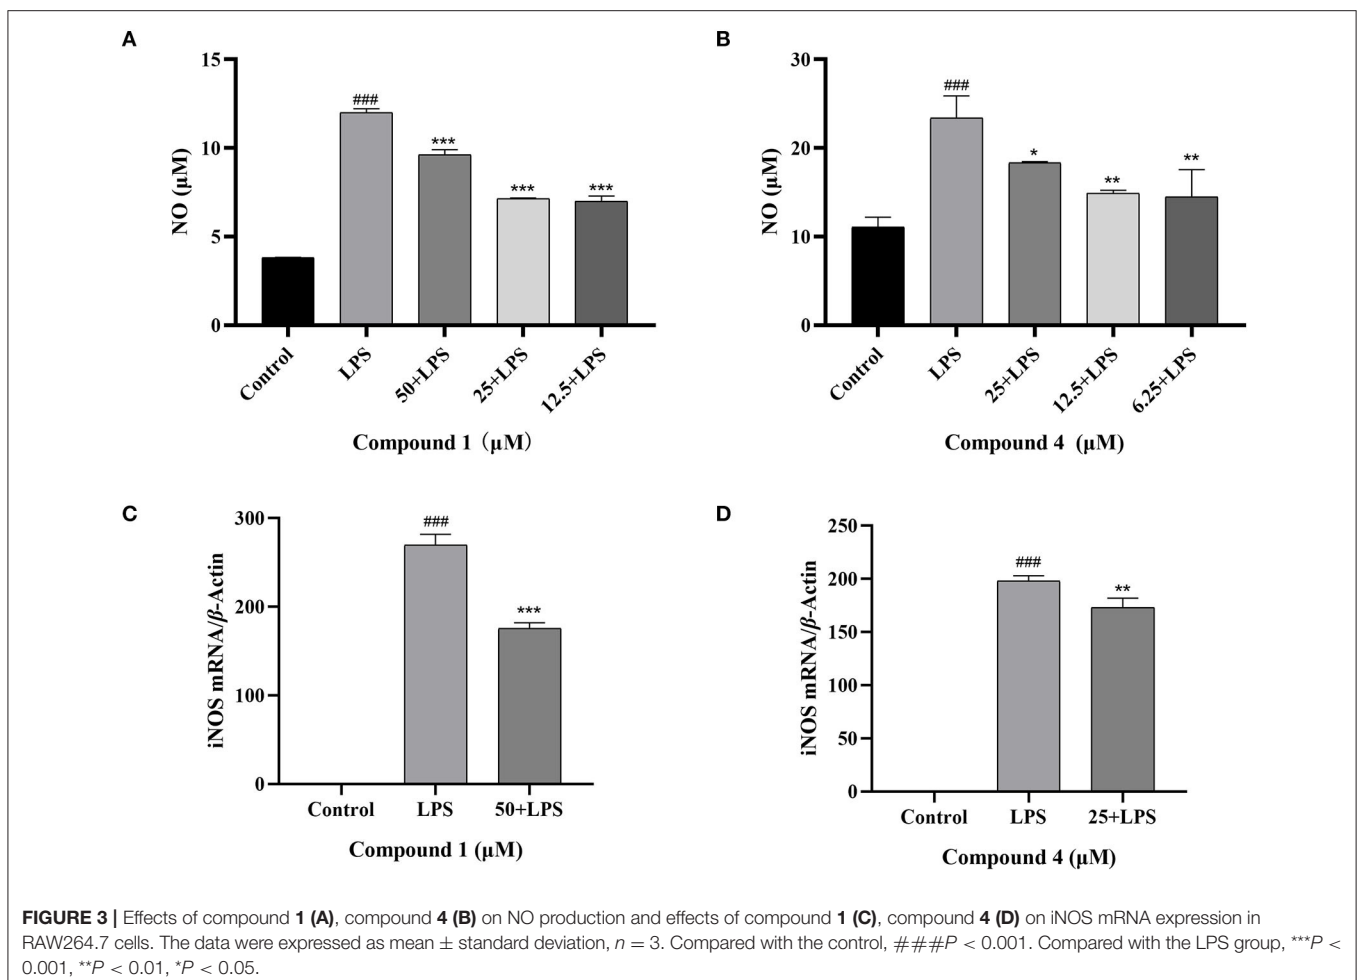 A
15
10
5
0
NO (μM)
###
***
***
***
Control
LPS
50+LPS
25+LPS
12.5+LPS
Compound 1（μM）
B
30
20
10
0
NO (μM)
###
*
**
**
Control
LPS
25+LPS
12.5+LPS
6.25+LPS
Compound 4 (μM)
C
300
200
100
0
iNOS mRNA/β-Actin
###
***
Control
LPS
50+LPS
Compound 1 (μM)
D
250
200
150
100
50
0
iNOS mRNA/β-Actin
###
**
Control
LPS
25+LPS
Compound 4 (μM)
FIGURE 3 | Effects of compound 1 (A), compound 4 (B) on NO production and effects of compound 1 (C), compound 4 (D) on iNOS mRNA expression in
RAW264.7 cells. The data were expressed as mean ± standard deviation, n = 3. Compared with the control, ###P < 0.001. Compared with the LPS group, ***P <
0.001, **P < 0.01, *P < 0.05.